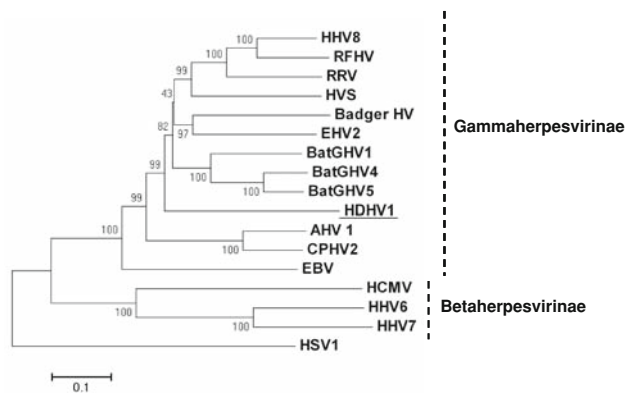 HHV8
100
RFHV
100
99
RRV
HVS
43
Badger HV
82
97
EHV2
Gammaherpesvirinae
BatGHV1
99
100
BatGHV4
100
BatGHV5
99
HDHV1
AHV 1
100
100
CPHV2
EBV
HCMV
HHV6
Betaherpesvirinae
100
100
HHV7
HSV1
0.1